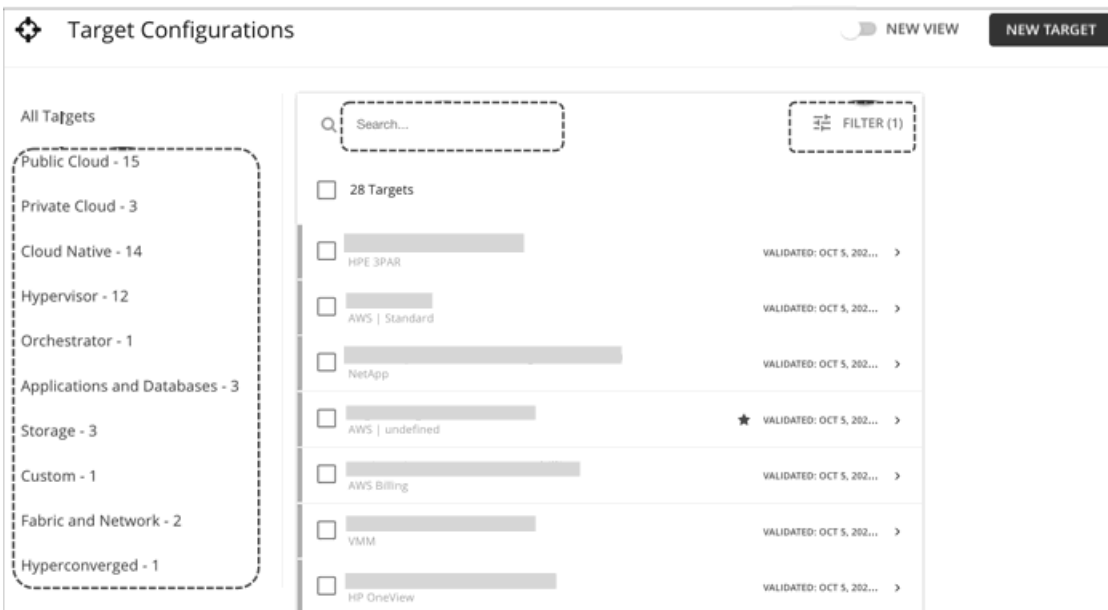 Target Configurations
NEW VIEW
NEW TARGET
All Targets
Public Cloud - 15
Private Cloud - 3
Cloud Native - 14
Hypervisor - 12
Orchestrator - 1
Applications and Databases - 3
Storage - 3
Custom - 1
Fabric and Network - 2
Hyperconverged - 1
Search...
FILTER (1)
28 Targets
HPE 3PAR
VALIDATED: OCT 5, 202...
AWS | Standard
VALIDATED: OCT 5, 202...
NetApp
VALIDATED: OCT 5, 202...
AWS | undefined
VALIDATED: OCT 5, 202...
AWS Billing
VALIDATED: OCT 5, 202...
VMM
VALIDATED: OCT 5, 202...
HP OneView
VALIDATED: OCT 5, 202...